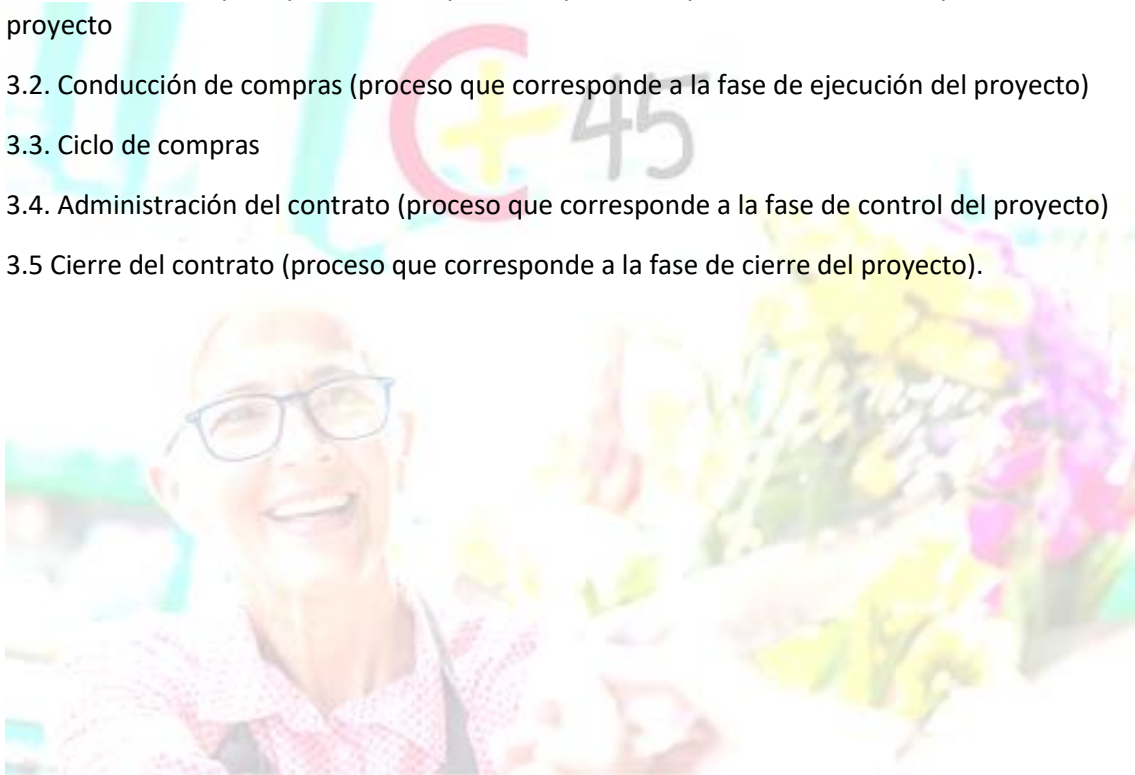 proyecto
3.2. Conducción de compras (proceso que corresponde a la fase de ejecución del proyecto)
3.3. Ciclo de compras
3.4. Administración del contrato (proceso que corresponde a la fase de control del proyecto)
3.5 Cierre del contrato (proceso que corresponde a la fase de cierre del proyecto).
C+45